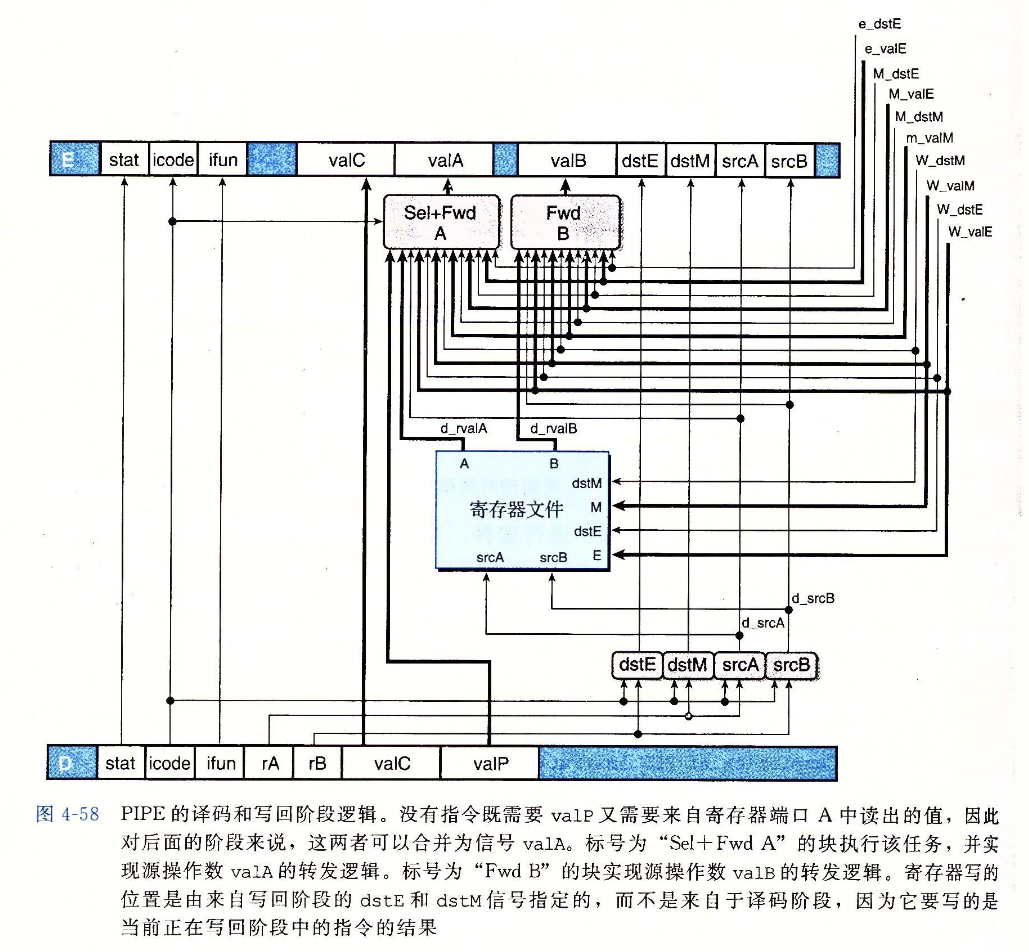 e_dstE
e_valE
M_dstE
M_valE
M_dstM
m_valM
W_dstM
W_valM
W_dstE
W_valE
E stat icode ifun valC valA valB dstE dstM srcA srcB
Sel+Fwd
A
Fwd
B
d_rvalA d_rvalB
A B
dstM
寄存器文件 M
dstE
srcA srcB E
d_srcB
d_srcA
dstE dstM srcA srcB
D stat icode ifun rA rB valC valP
图 4-58 PIPE 的译码和写回阶段逻辑。没有指令既需要 valP 又需要来自寄存器端口 A 中读出的值，因此
对后面的阶段来说，这两者可以合并为信号 valA。标号为“Sel+Fwd A”的块执行该任务，并实
现源操作数 valA 的转发逻辑。标号为“Fwd B”的块实现源操作数 valB 的转发逻辑。寄存器写的
位置是由来自写回阶段的 dstE 和 dstM 信号指定的，而不是来自于译码阶段，因为它要写的是
当前正在写回阶段中的指令的结果